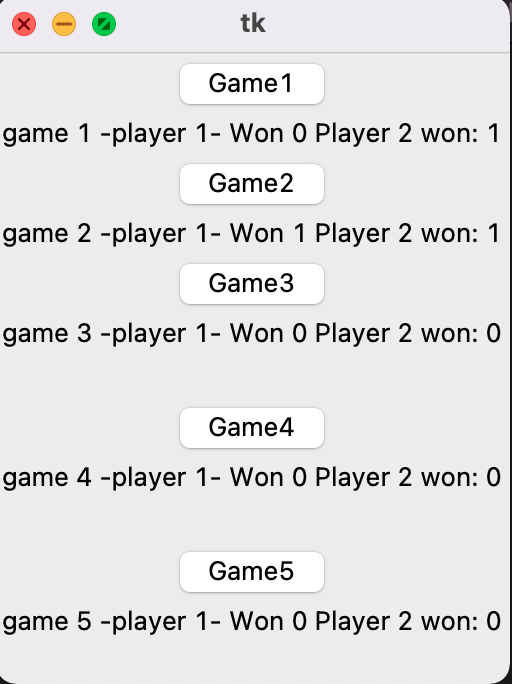 tk
Game1
game 1 -player 1- Won 0 Player 2 won: 1
Game2
game 2 -player 1- Won 1 Player 2 won: 1
Game3
game 3 -player 1- Won 0 Player 2 won: 0
Game4
game 4 -player 1- Won 0 Player 2 won: 0
Game5
game 5 -player 1- Won 0 Player 2 won: 0